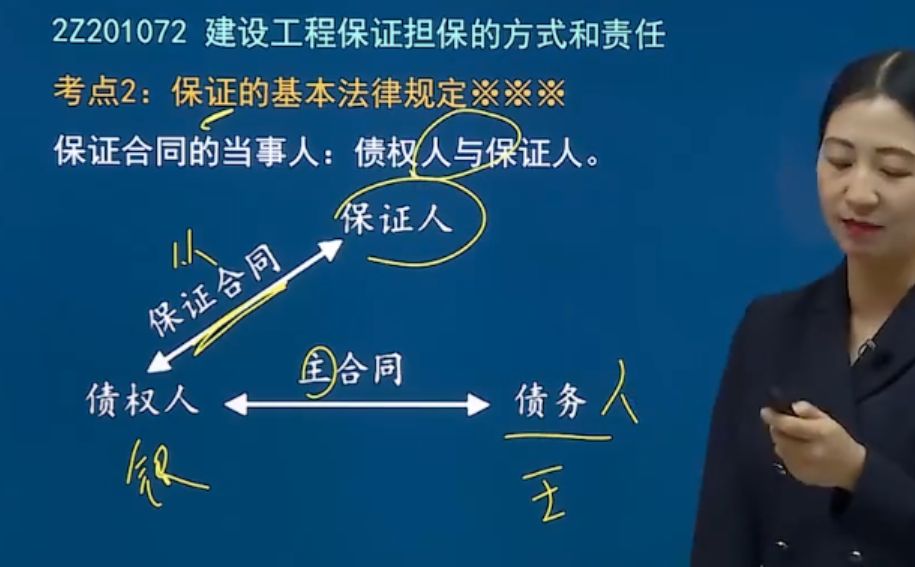 2Z201072 建设工程保证担保的方式和责任
考点2：保证的基本法律规定※※※
保证合同的当事人：债权人与保证人。
保证人
保证合同
主合同
债权人
债务人
王